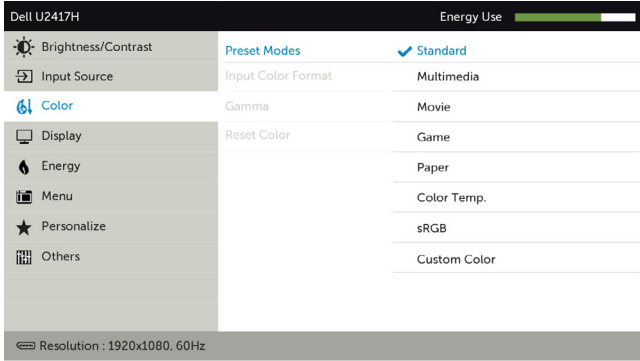 Dell U2417H Energy Use
Brightness/Contrast Preset Modes Standard
Input Source Input Color Format Multimedia
Color Gamma Movie
Display Reset Color Game
Energy Paper
Menu Color Temp.
Personalize sRGB
Others Custom Color
Resolution : 1920x1080, 60Hz